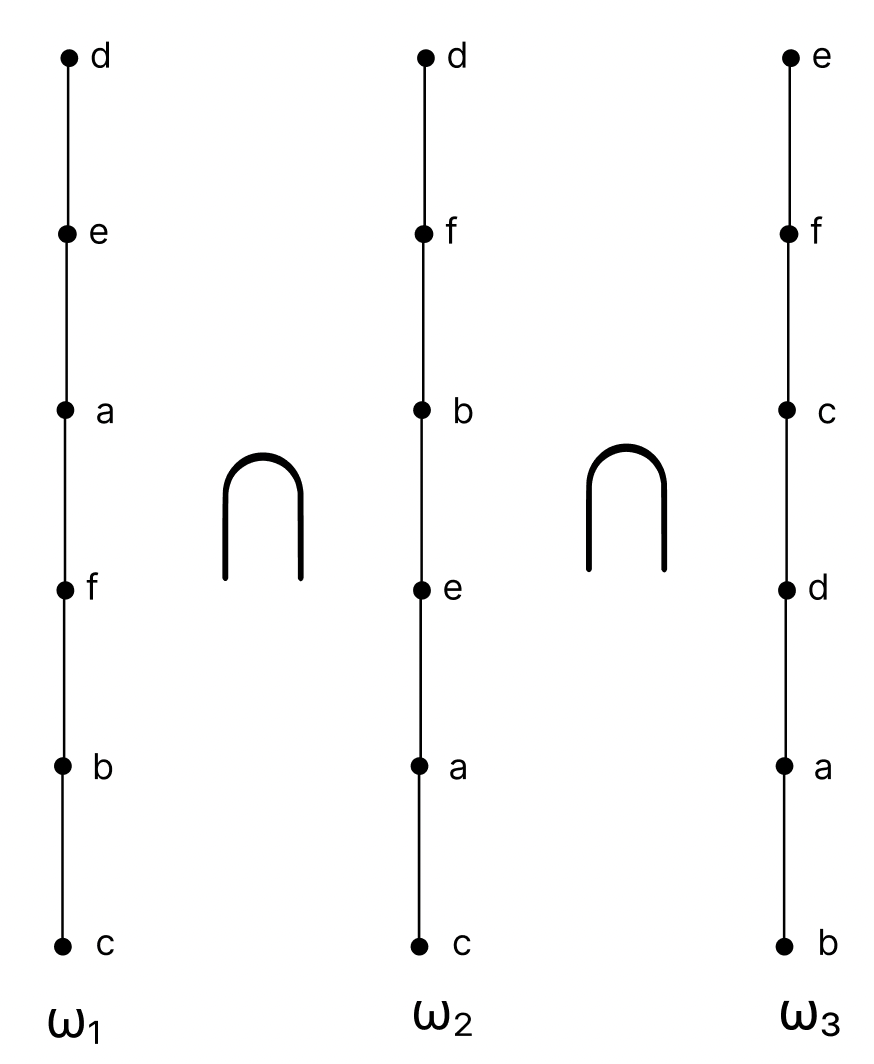 d d e
e f f
a b c
∩ ∩
f e d
b a a
c c b
ω₁ ω₂ ω₃